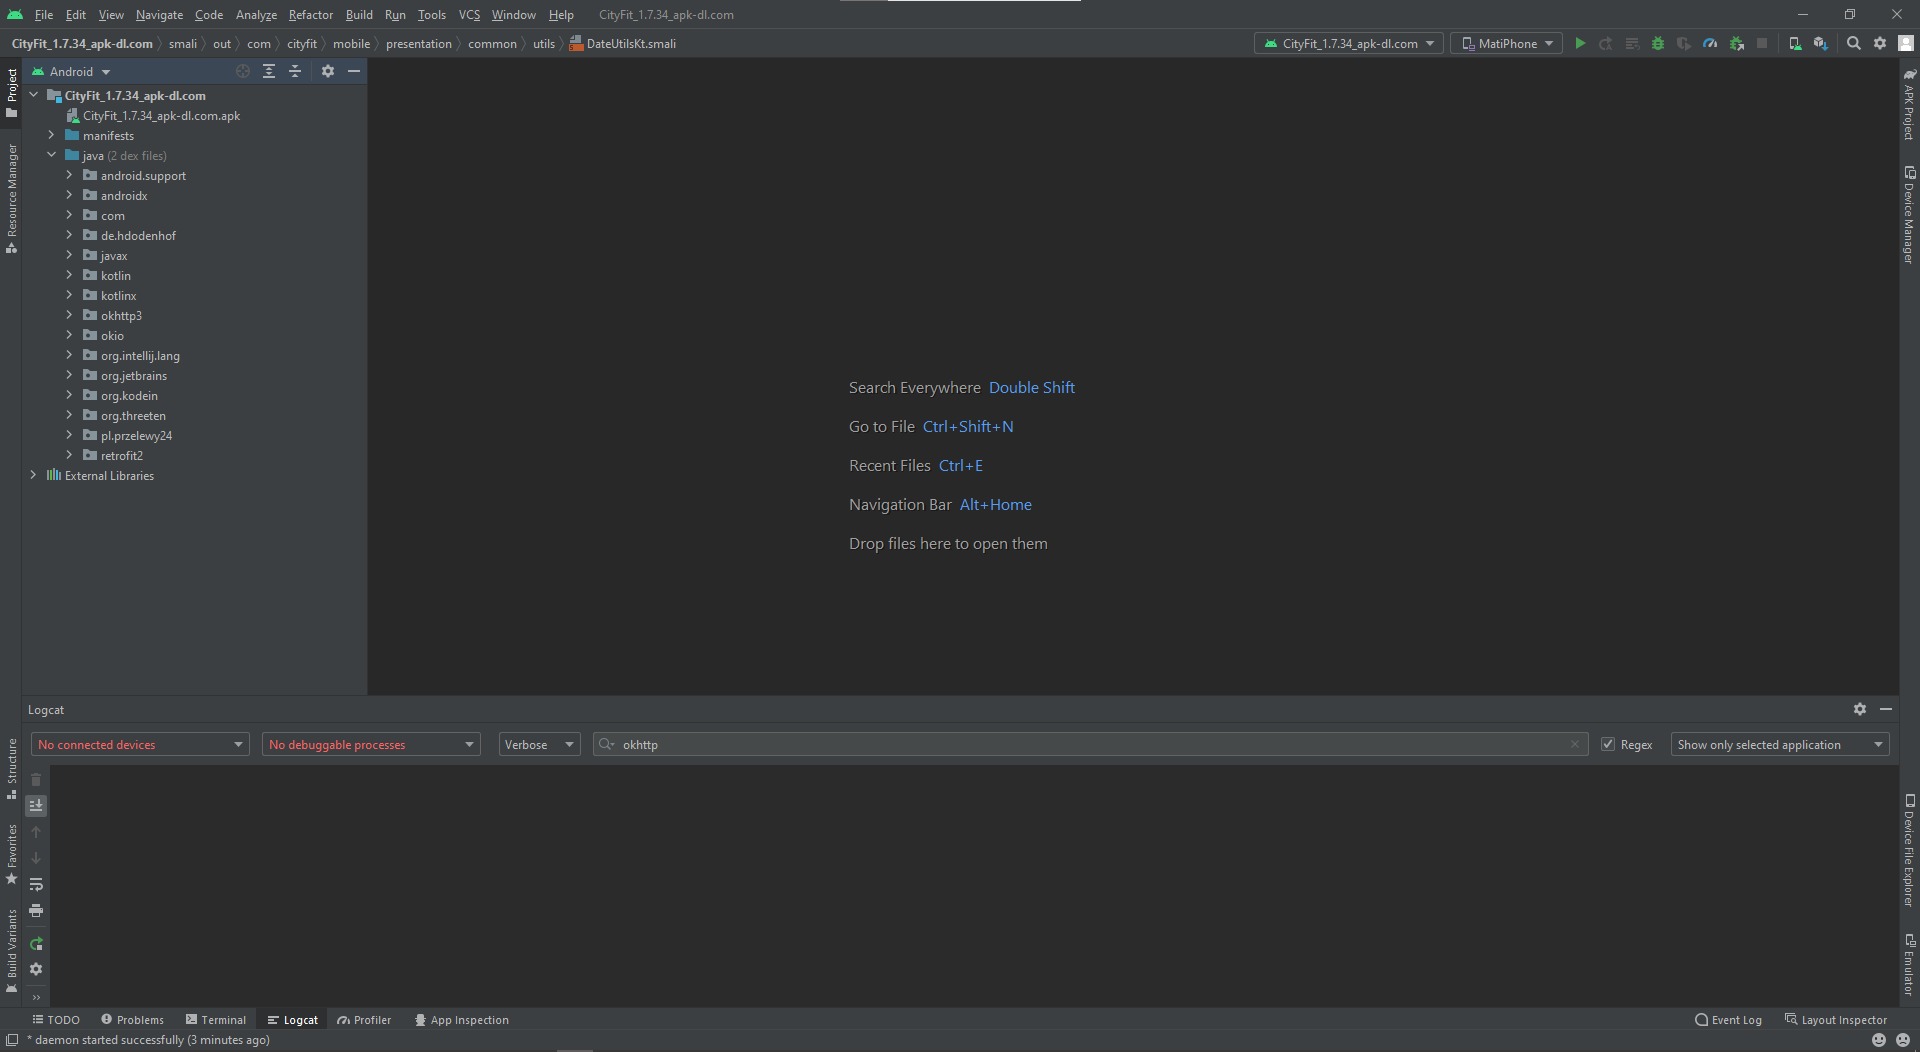 File Edit View Navigate Code Analyze Refactor Build Run Tools VCS Window Help CityFit_1.7.34_apk-dl.com
CityFit_1.7.34_apk-dl.com smali out com cityfit mobile presentation common utils DateUtilsKt.smali CityFit_1.7.34_apk-dl.com MatiPhone
Project
Resource Manager
Structure
Favorites
Build Variants
Android
CityFit_1.7.34_apk-dl.com
CityFit_1.7.34_apk-dl.com.apk
manifests
java (2 dex files)
android.support
androidx
com
de.hdodenhof
javax
kotlin
kotlinx
okhttp3
okio
org.intellij.lang
org.jetbrains
org.kodein
org.threeten
pl.przelewy24
retrofit2
External Libraries
Search Everywhere Double Shift
Go to File Ctrl+Shift+N
Recent Files Ctrl+E
Navigation Bar Alt+Home
Drop files here to open them
APK Project
Device Manager
Device File Explorer
Emulator
Logcat
No connected devices No debuggable processes Verbose okhttp Regex Show only selected application
TODO Problems Terminal Logcat Profiler App Inspection Event Log Layout Inspector
* daemon started successfully (3 minutes ago)